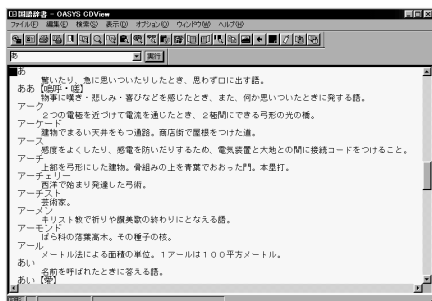 国語辞書 - OASYS CDView
ファイル(F) 編集(E) 検索(S) 表示(D) オプション(O) ウィンドウ(W) ヘルプ(H)
あ 実行
あ
驚いたり、急に思いついたりしたとき、思わず口に出す語。
ああ【嗚呼・嗟】
物事に嘆き・悲しみ・喜びなどを感じたとき、また、何か思いついたときに発する語。
アーク
２つの電極を近づけて電流を通じたとき、２極間にできる弓形の光の橋。
アーケード
建物でまるい天井をもつ通路。商店街で屋根をつけた道。
アース
感度をよくしたり、感電を防いだりするため、電気装置と大地との間に接続コードをつけること。
アーチ
上部を弓形にした建物。骨組みの上を青葉でおおった門。本塁打。
アーチェリー
西洋で始まり発達した弓術。
アーチスト
芸術家。
アーメン
キリスト教で祈りや讃美歌の終わりにとなえる語。
アーモンド
ばら科の落葉高木。その種子の核。
アール
メートル法による面積の単位。１アールは１００平方メートル。
あい
名前を呼ばれたときに答える語。
あい【愛】